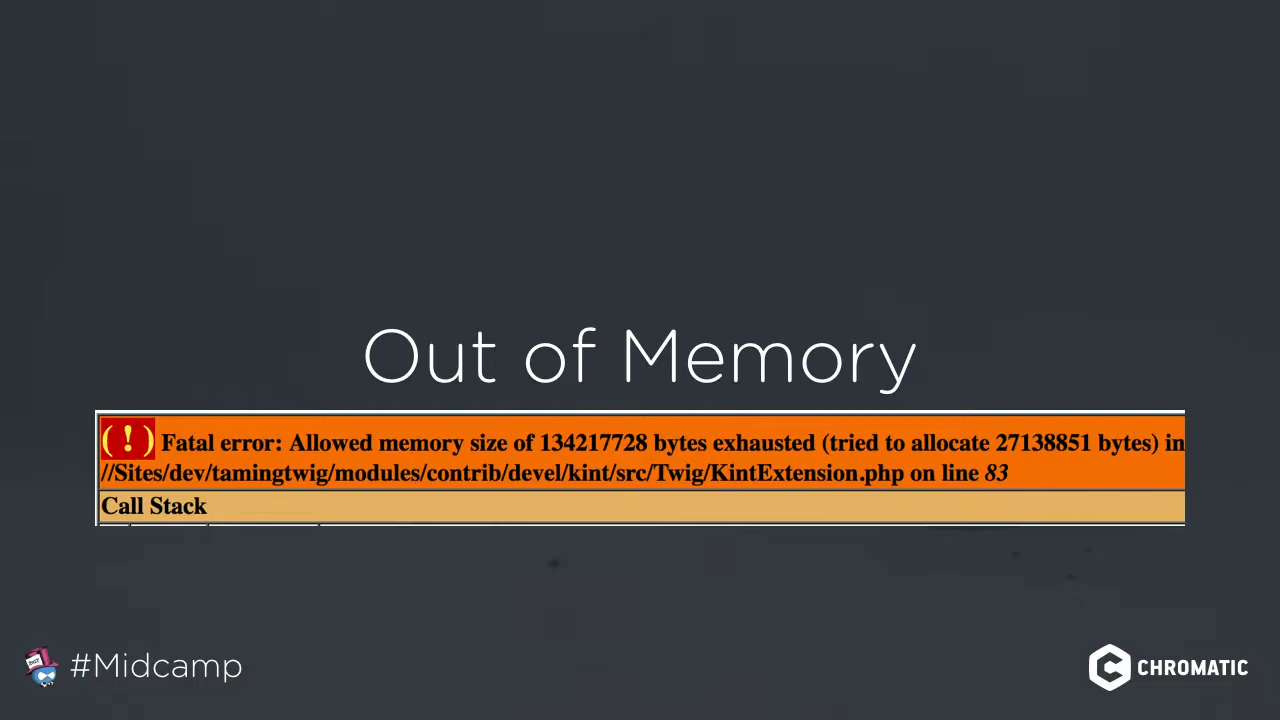 Out of Memory
( ! ) Fatal error: Allowed memory size of 134217728 bytes exhausted (tried to allocate 27138851 bytes) in
//Sites/dev/tamingtwig/modules/contrib/devel/kint/src/Twig/KintExtension.php on line 83
Call Stack
#Midcamp
CHROMATIC